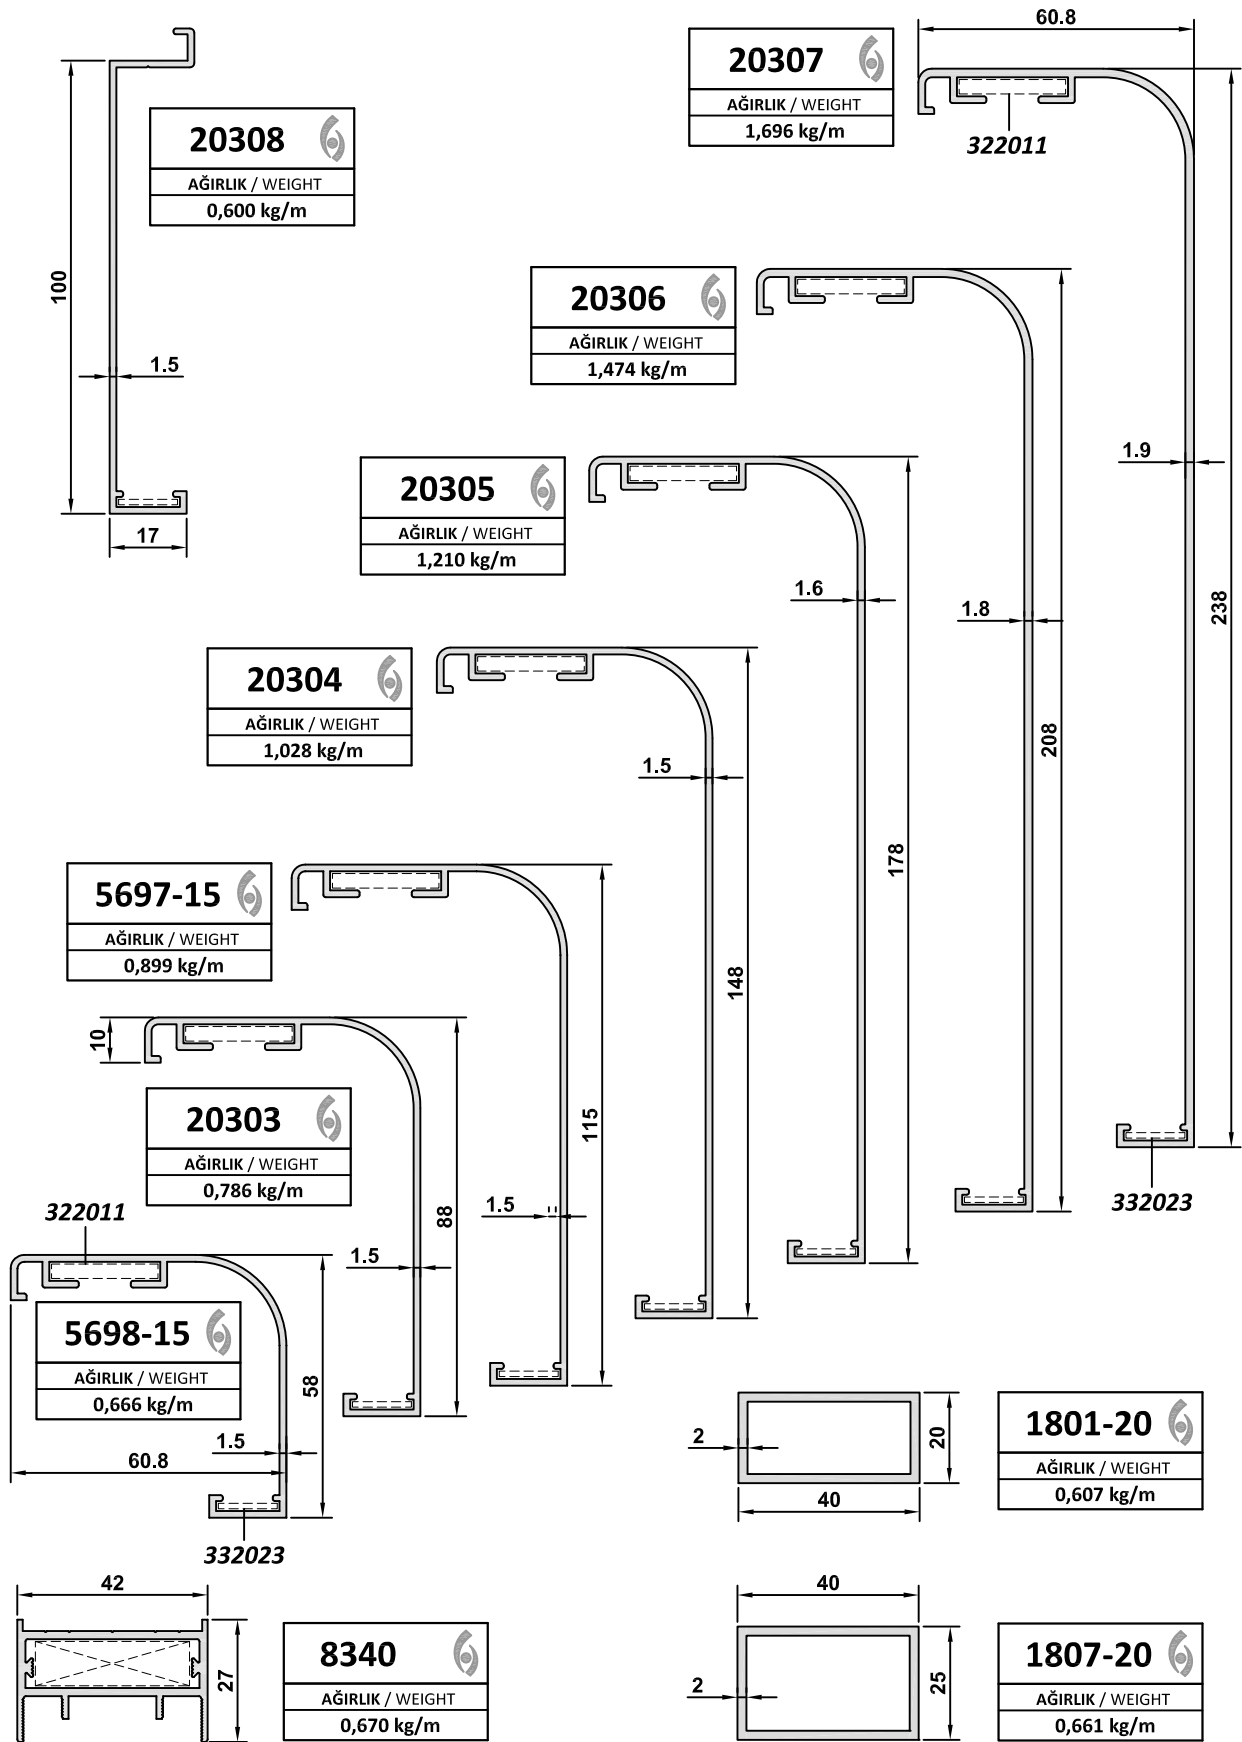 60.8
20307
AĞIRLIK / WEIGHT
1,696 kg/m
322011
20308
AĞIRLIK / WEIGHT
0,600 kg/m
100
1.5
17
20306
AĞIRLIK / WEIGHT
1,474 kg/m
1.9
238
332023
20305
AĞIRLIK / WEIGHT
1,210 kg/m
1.6
1.8
208
20304
AĞIRLIK / WEIGHT
1,028 kg/m
1.5
178
148
5697-15
AĞIRLIK / WEIGHT
0,899 kg/m
1.5
115
10
20303
AĞIRLIK / WEIGHT
0,786 kg/m
1.5
88
322011
5698-15
AĞIRLIK / WEIGHT
0,666 kg/m
1.5
60.8
58
332023
2
20
40
1801-20
AĞIRLIK / WEIGHT
0,607 kg/m
42
27
8340
AĞIRLIK / WEIGHT
0,670 kg/m
40
2
25
1807-20
AĞIRLIK / WEIGHT
0,661 kg/m